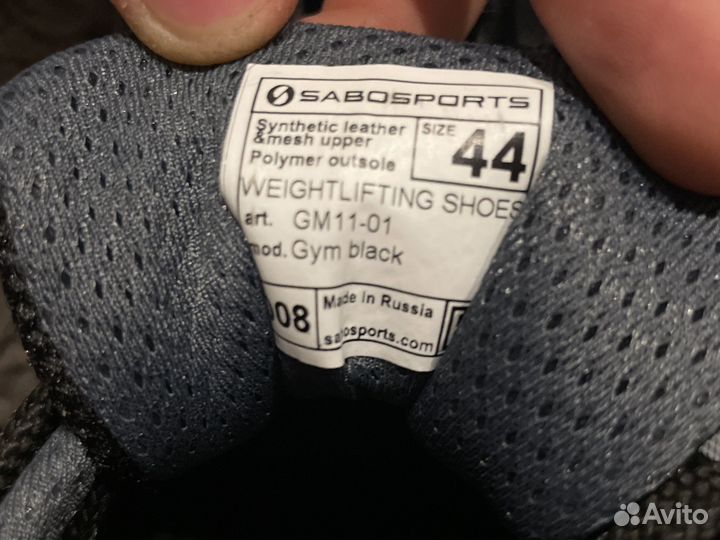 SABOSPORTS
Synthetic leather
&mesh upper
Polymer outsole
SIZE
44
WEIGHTLIFTING SHOES
art. GM11-01
mod. Gym black
08
Made in Russia
sabosports.com
Avito